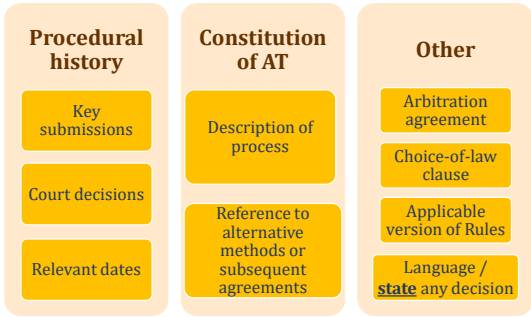 Procedural
history
Key
submissions
Court decisions
Relevant dates
Constitution
of AT
Description of
process
Reference to
alternative
methods or
subsequent
agreements
Other
Arbitration
agreement
Choice-of-law
clause
Applicable
version of Rules
Language /
state any decision